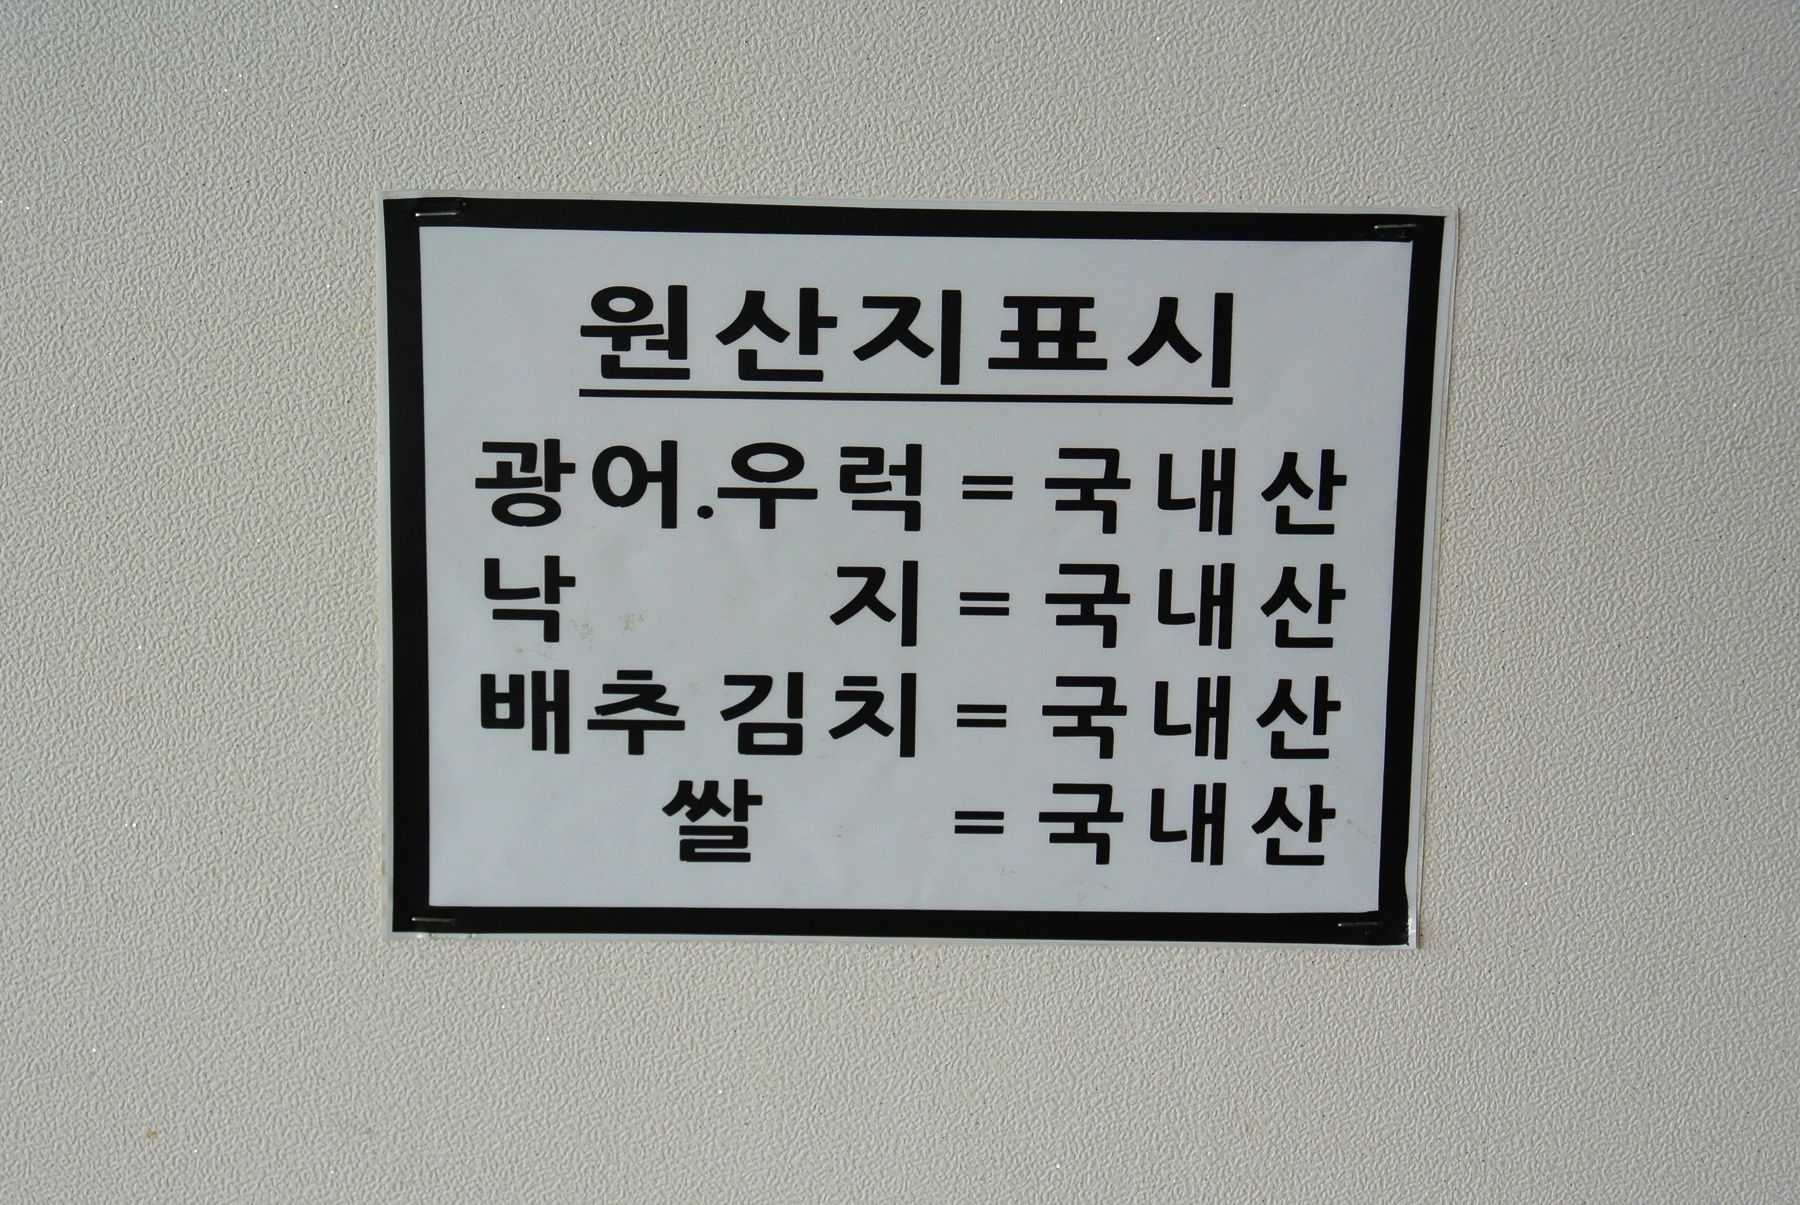 원산지표시
광어.우럭 = 국내산
낙 지 = 국내산
배추김치 = 국내산
쌀 = 국내산